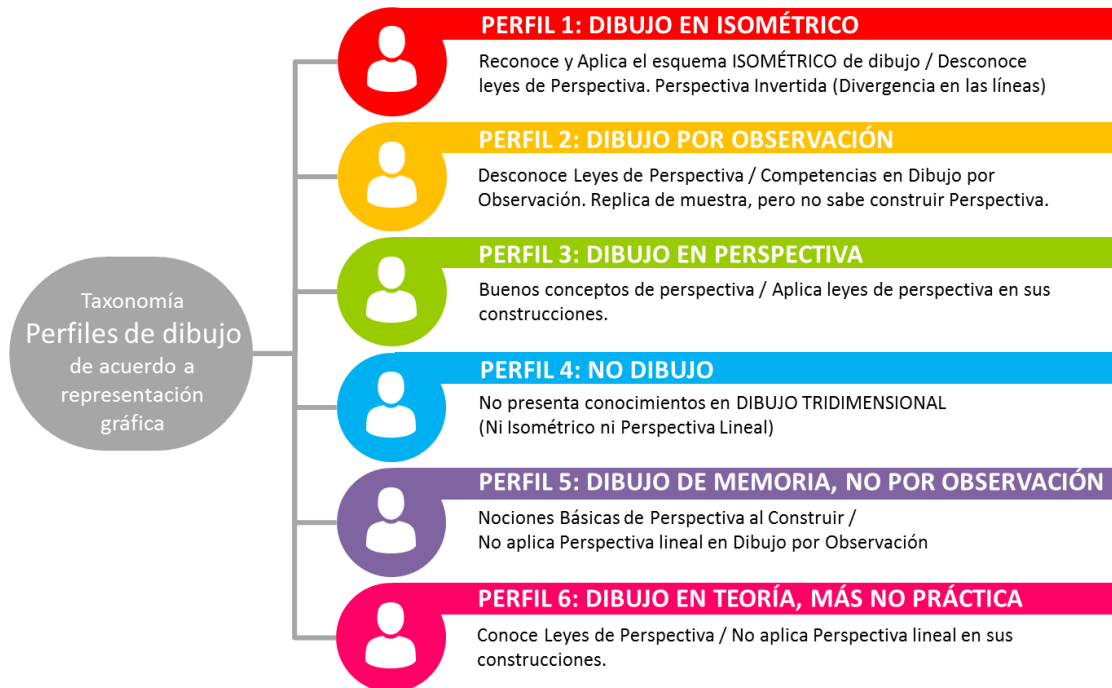 Taxonomía
Perfiles de dibujo
de acuerdo a
representación
gráfica
PERFIL 1: DIBUJO EN ISOMÉTRICO
Reconoce y Aplica el esquema ISOMÉTRICO de dibujo / Desconoce
leyes de Perspectiva. Perspectiva Invertida (Divergencia en las líneas)
PERFIL 2: DIBUJO POR OBSERVACIÓN
Desconoce Leyes de Perspectiva / Competencias en Dibujo por
Observación. Replica de muestra, pero no sabe construir Perspectiva.
PERFIL 3: DIBUJO EN PERSPECTIVA
Buenos conceptos de perspectiva / Aplica leyes de perspectiva en sus
construcciones.
PERFIL 4: NO DIBUJO
No presenta conocimientos en DIBUJO TRIDIMENSIONAL
(Ni Isométrico ni Perspectiva Lineal)
PERFIL 5: DIBUJO DE MEMORIA, NO POR OBSERVACIÓN
Nociones Básicas de Perspectiva al Construir /
No aplica Perspectiva lineal en Dibujo por Observación
PERFIL 6: DIBUJO EN TEORÍA, MÁS NO PRÁCTICA
Conoce Leyes de Perspectiva / No aplica Perspectiva lineal en sus
construcciones.